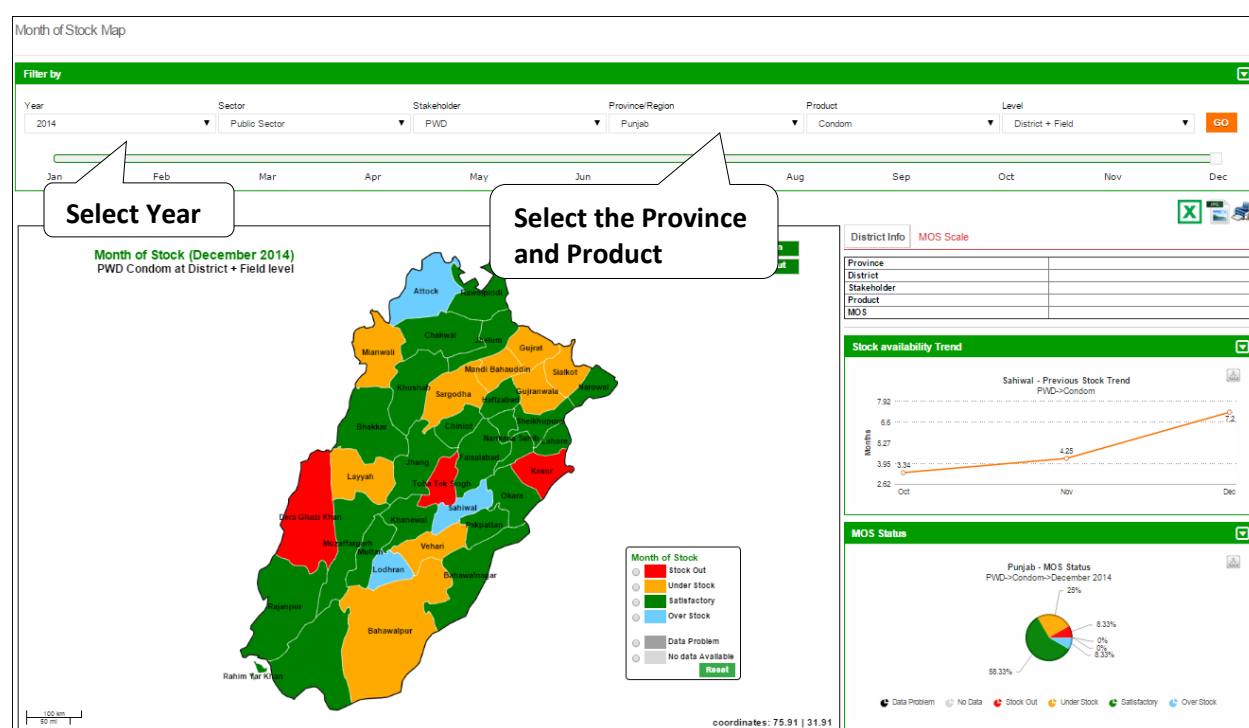 Month of Stock Map
Filter by
Year Sector Stakeholder Province/Region Product Level
2014 Public Sector PWD Punjab Condom District + Field GO
Jan Feb Mar Apr May Jun Aug Sep Oct Nov Dec
Select Year
Select the Province
and Product
Month of Stock (December 2014)
PWD Condom at District + Field level
Attock
Rawalpindi
Chakwal
Jhelum
Mianwali
Gujrat
Mandi Bahauddin
Sialkot
Khushab
Sargodha
Gujranwala
Narowal
Hafizabad
Bhakkar
Chiniot
Sheikhupura
Nankana Sahib
Lahore
Jhang
Faisalabad
Kasur
Layyah
Toba Tek Singh
Okara
Sahiwal
Dera Ghazi Khan
Khanewal
Pakpattan
Muzaffargarh
Multan
Vehari
Lodhran
Bahawalnagar
Rajanpur
Bahawalpur
Rahim Yar Khan
Month of Stock
Stock Out
Under Stock
Satisfactory
Over Stock
Data Problem
No data Available
Reset
100 km
50 mi
coordinates: 75.91 | 31.91
District Info MOS Scale
Province
District
Stakeholder
Product
MOS
Stock availability Trend
Sahiwal - Previous Stock Trend
PWD->Condom
Months
7.92
6.6
5.27
3.95
2.62
3.34
4.25
7.2
Oct Nov Dec
MOS Status
Punjab - MOS Status
PWD->Condom->December 2014
25%
8.33%
0%
0%
8.33%
58.33%
Data Problem No Data Stock Out Under Stock Satisfactory Over Stock